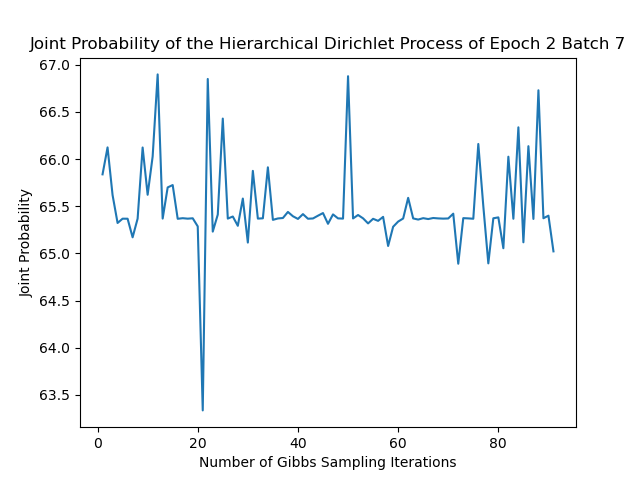 Joint Probability of the Hierarchical Dirichlet Process of Epoch 2 Batch 7
67.0
66.5
66.0
65.5
65.0
64.5
64.0
63.5
Joint Probability
0 20 40 60 80
Number of Gibbs Sampling Iterations